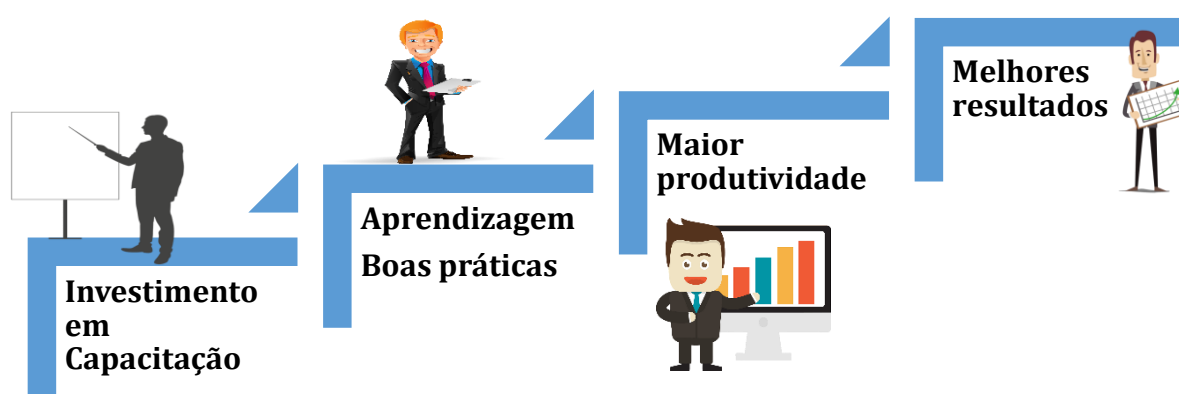 Investimento
em
Capacitação
Aprendizagem
Boas práticas
Maior
produtividade
Melhores
resultados